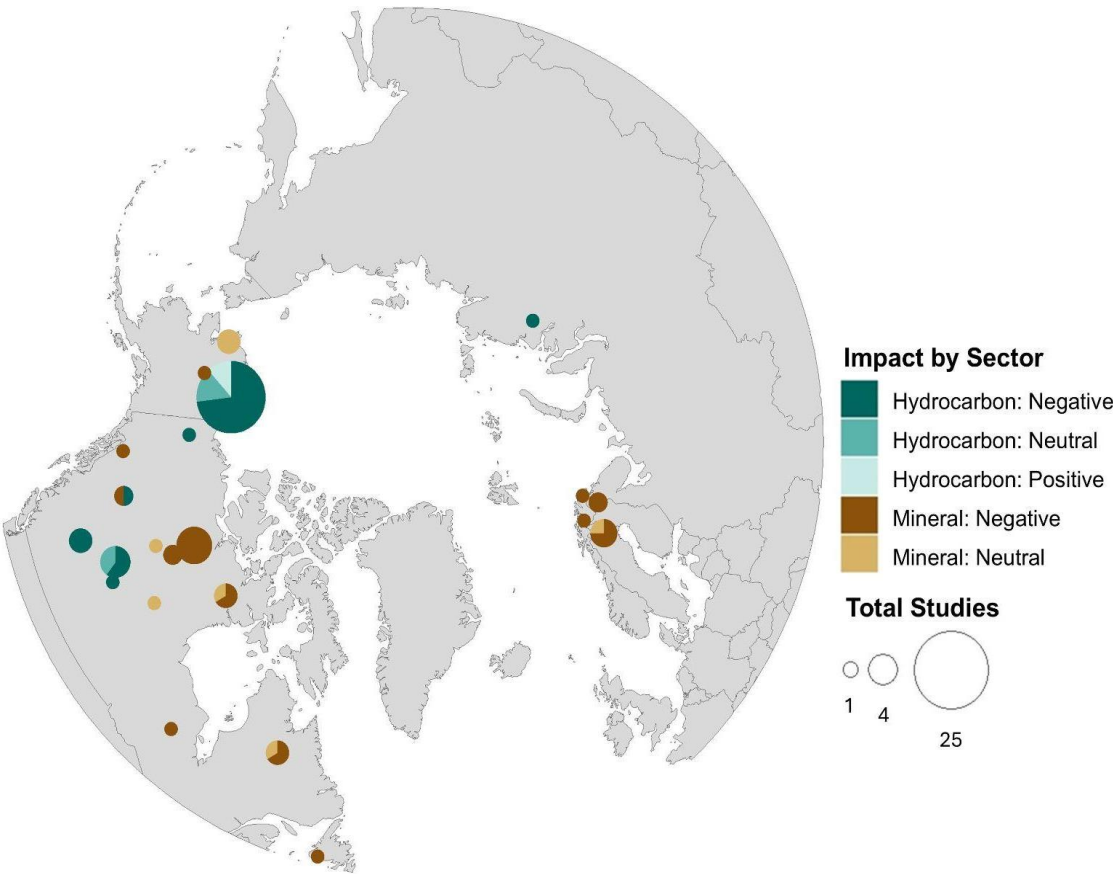 Impact by Sector
Hydrocarbon: Negative
Hydrocarbon: Neutral
Hydrocarbon: Positive
Mineral: Negative
Mineral: Neutral
Total Studies
1
4
25